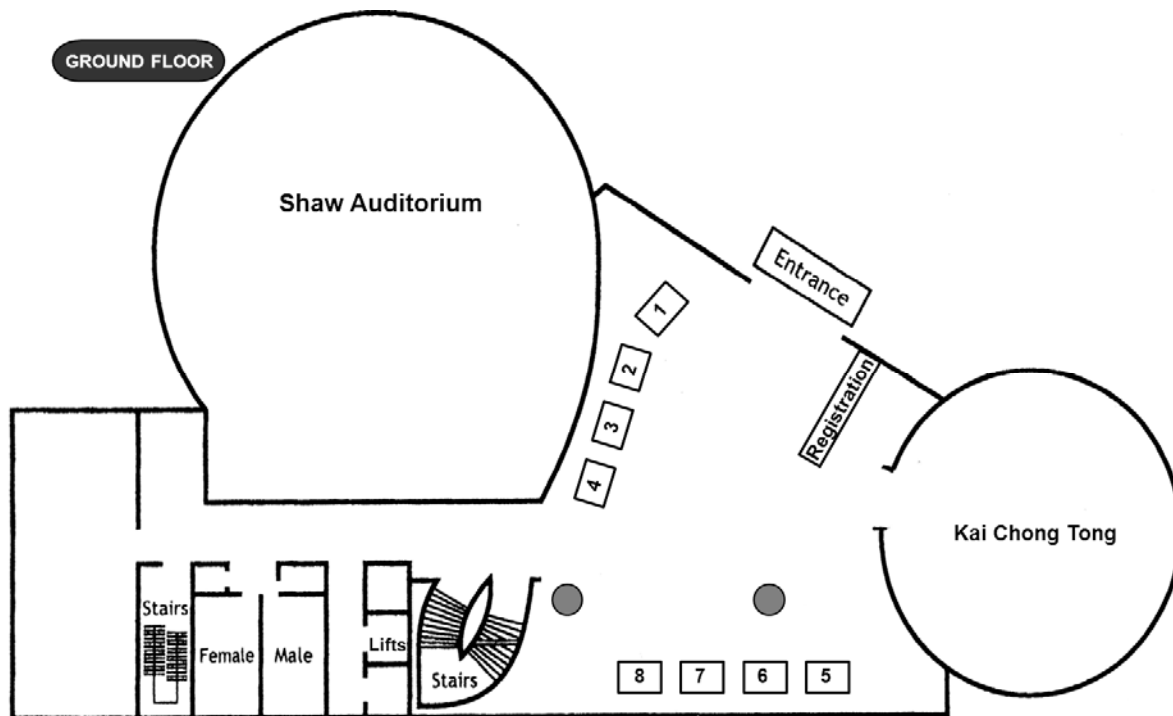 GROUND FLOOR
Shaw Auditorium
Entrance
1
2
Registration
3
4
Kai Chong Tong
Stairs
Female
Male
Lifts
Stairs
8
7
6
5